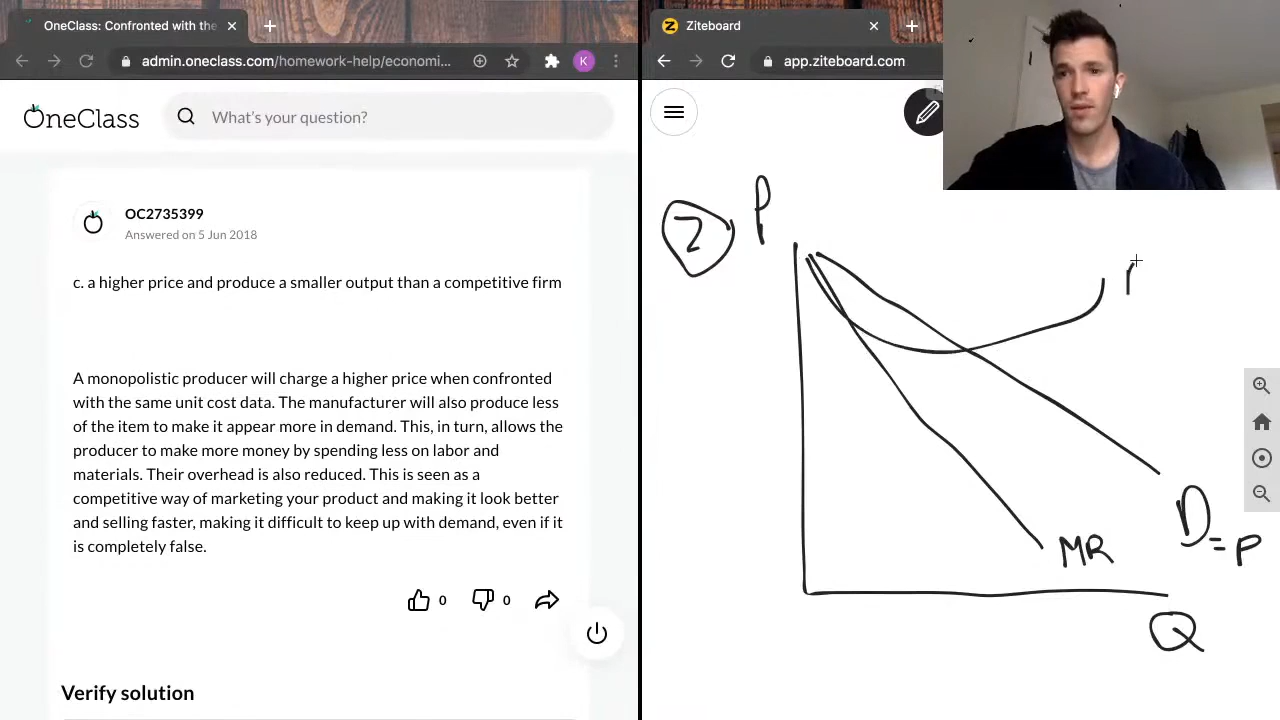 OneClass: Confronted with the
Ziteboard
admin.oneclass.com/homework-help/economi...
K
app.ziteboard.com
OneClass
What's your question?
OC2735399
Answered on 5 Jun 2018
c. a higher price and produce a smaller output than a competitive firm
A monopolistic producer will charge a higher price when confronted
with the same unit cost data. The manufacturer will also produce less
of the item to make it appear more in demand. This, in turn, allows the
producer to make more money by spending less on labor and
materials. Their overhead is also reduced. This is seen as a
competitive way of marketing your product and making it look better
and selling faster, making it difficult to keep up with demand, even if it
is completely false.
0 0
Verify solution
2 P
MR
D = P
Q